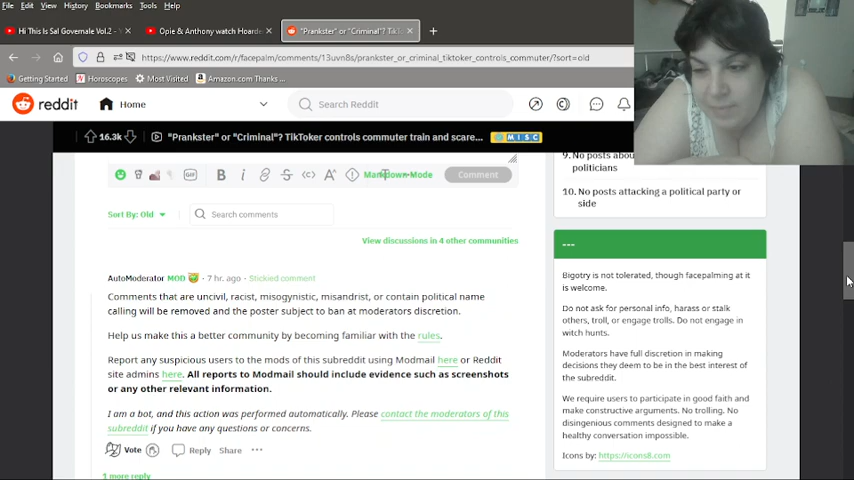 File Edit View History Bookmarks Tools Help
Hi This Is Sal Governale Vol.2 -
Opie & Anthony watch Hoarde
"Prankster" or "Criminal"? TikT
https://www.reddit.com/r/facepalm/comments/13uvn8s/prankster_or_criminal_tiktoker_controls_commuter/?sort=old
Getting Started Horoscopes Most Visited Amazon.com Thanks ...
reddit Home Search Reddit
16.3k "Prankster" or "Criminal"? TikToker controls commuter train and scare... MISC
GIF B i S <c> A Markdown Mode Comment
Sort By: Old Search comments
View discussions in 4 other communities
AutoModerator MOD 7 hr. ago · Stickied comment
Comments that are uncivil, racist, misogynistic, misandrist, or contain political name
calling will be removed and the poster subject to ban at moderators discretion.
Help us make this a better community by becoming familiar with the rules.
Report any suspicious users to the mods of this subreddit using Modmail here or Reddit
site admins here. All reports to Modmail should include evidence such as screenshots
or any other relevant information.
I am a bot, and this action was performed automatically. Please contact the moderators of this
subreddit if you have any questions or concerns.
Vote Reply Share ...
1 more reply
9. No posts about
politicians
10. No posts attacking a political party or
side
---
Bigotry is not tolerated, though facepalming at it
is welcome.
Do not ask for personal info, harass or stalk
others, troll, or engage trolls. Do not engage in
witch hunts.
Moderators have full discretion in making
decisions they deem to be in the best interest of
the subreddit.
We require users to participate in good faith and
make constructive arguments. No trolling. No
disingenious comments designed to make a
healthy conversation impossible.
Icons by: https://icons8.com